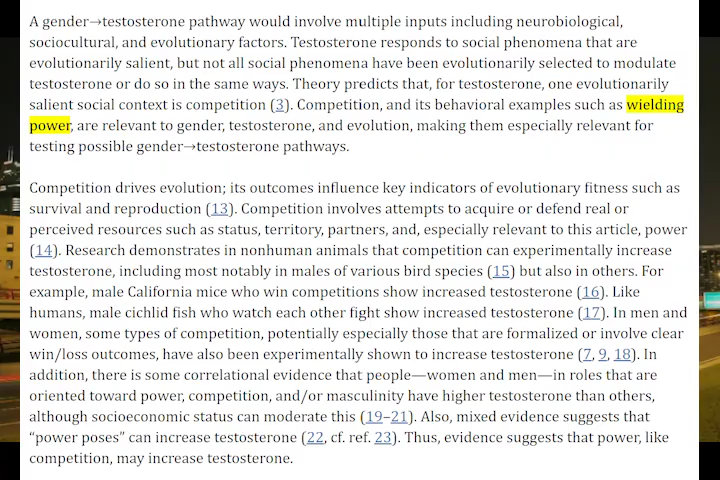 A gender→testosterone pathway would involve multiple inputs including neurobiological,
sociocultural, and evolutionary factors. Testosterone responds to social phenomena that are
evolutionarily salient, but not all social phenomena have been evolutionarily selected to modulate
testosterone or do so in the same ways. Theory predicts that, for testosterone, one evolutionarily
salient social context is competition (3). Competition, and its behavioral examples such as wielding
power, are relevant to gender, testosterone, and evolution, making them especially relevant for
testing possible gender→testosterone pathways.
Competition drives evolution; its outcomes influence key indicators of evolutionary fitness such as
survival and reproduction (13). Competition involves attempts to acquire or defend real or
perceived resources such as status, territory, partners, and, especially relevant to this article, power
(14). Research demonstrates in nonhuman animals that competition can experimentally increase
testosterone, including most notably in males of various bird species (15) but also in others. For
example, male California mice who win competitions show increased testosterone (16). Like
humans, male cichlid fish who watch each other fight show increased testosterone (17). In men and
women, some types of competition, potentially especially those that are formalized or involve clear
win/loss outcomes, have also been experimentally shown to increase testosterone (7, 9, 18). In
addition, there is some correlational evidence that people—women and men—in roles that are
oriented toward power, competition, and/or masculinity have higher testosterone than others,
although socioeconomic status can moderate this (19–21). Also, mixed evidence suggests that
“power poses” can increase testosterone (22, cf. ref. 23). Thus, evidence suggests that power, like
competition, may increase testosterone.